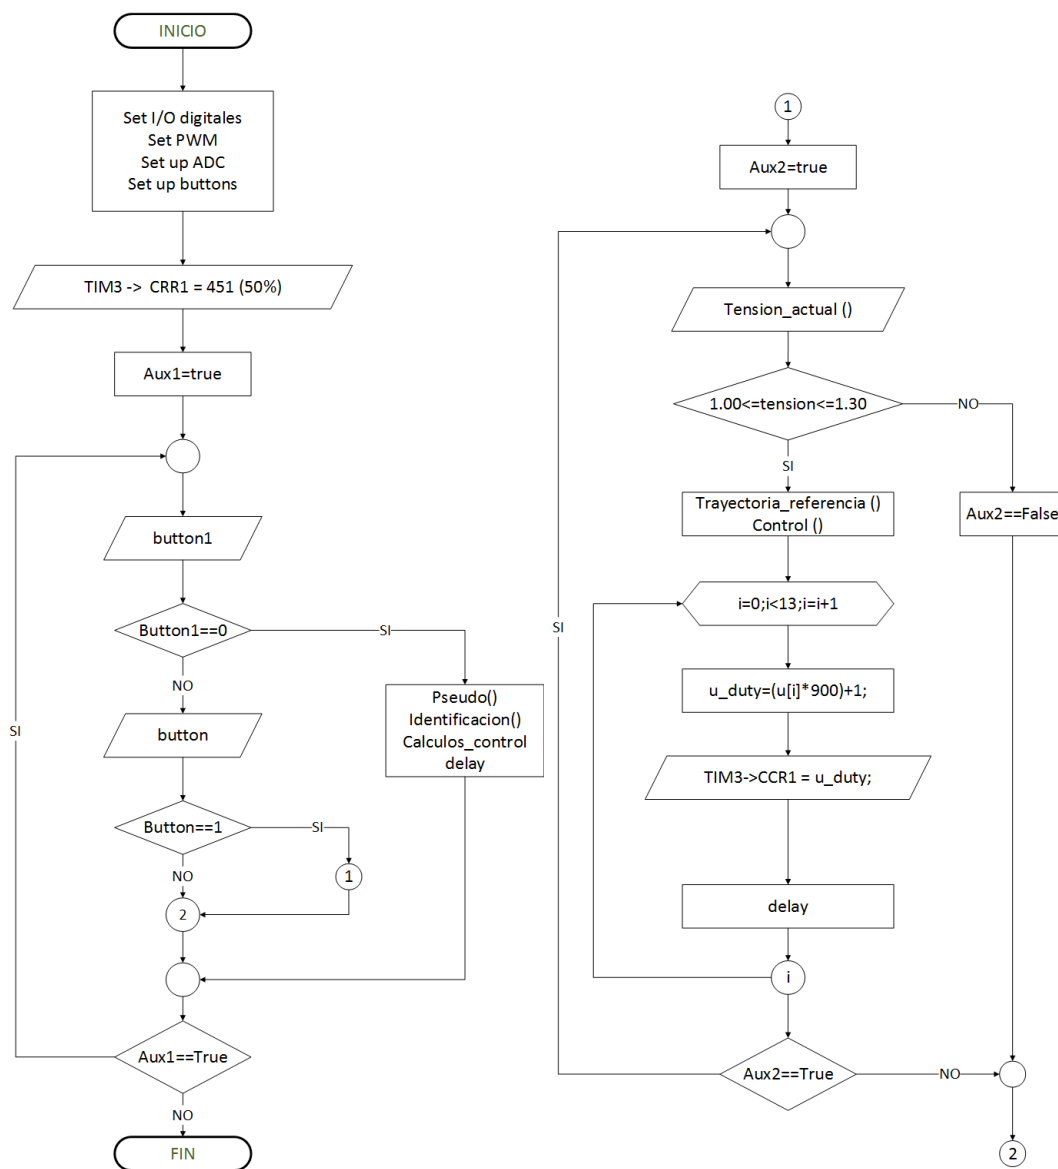 INICIO
Set I/O digitales
Set PWM
Set up ADC
Set up buttons
TIM3 -> CRR1 = 451 (50%)
Aux1=true
button1
Button1==0
SI
NO
Pseudo()
Identificacion()
Calculos_control
delay
button
Button==1
SI
NO
1
2
SI
Aux1==True
NO
FIN
1
Aux2=true
Tension_actual ()
1.00<=tension<=1.30
NO
SI
Trayectoria_referencia ()
Control ()
Aux2==False
i=0;i<13;i=i+1
SI
u_duty=(u[i]*900)+1;
TIM3->CCR1 = u_duty;
delay
i
Aux2==True
NO
2